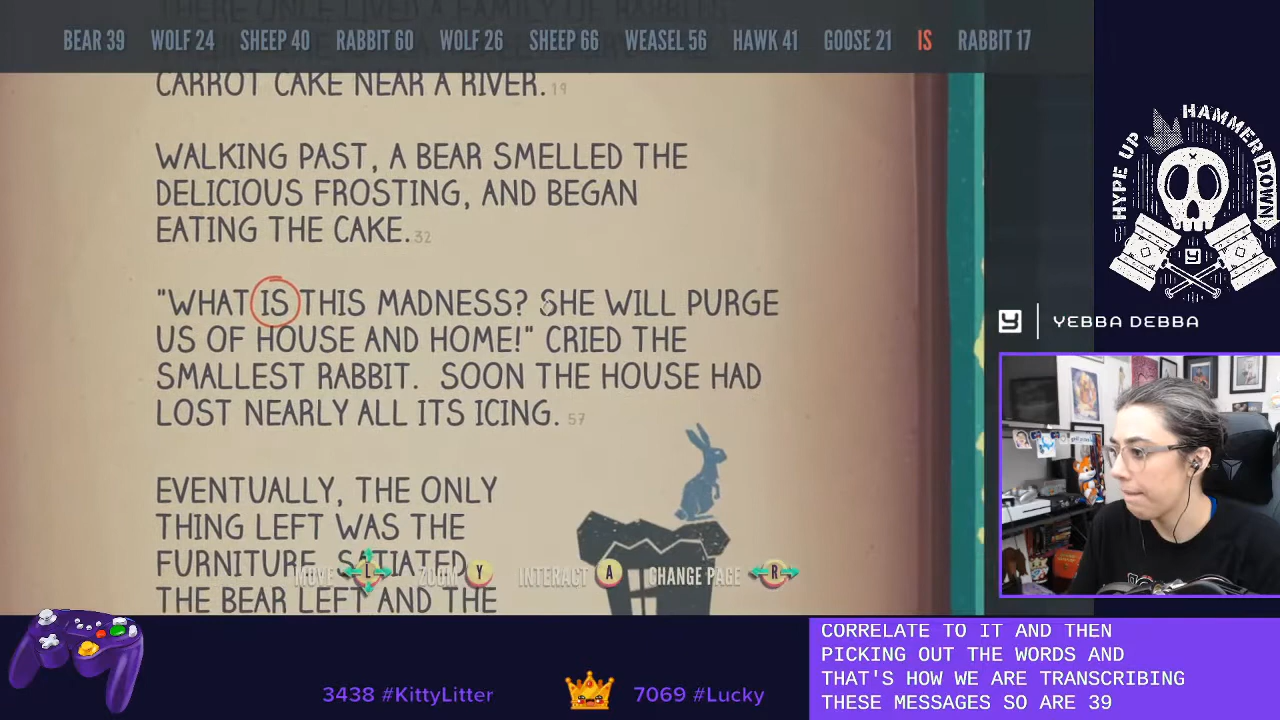 BEAR 39 WOLF 24 SHEEP 40 RABBIT 60 WOLF 26 SHEEP 66 WEASEL 56 HAWK 41 GOOSE 21 IS RABBIT 17
THERE ONCE LIVED A FAMILY OF
CARROT CAKE NEAR A RIVER. 19
WALKING PAST, A BEAR SMELLED THE
DELICIOUS FROSTING, AND BEGAN
EATING THE CAKE. 32
"WHAT IS THIS MADNESS? SHE WILL PURGE
US OF HOUSE AND HOME!" CRIED THE
SMALLEST RABBIT. SOON THE HOUSE HAD
LOST NEARLY ALL ITS ICING. 57
EVENTUALLY, THE ONLY
THING LEFT WAS THE
FURNITURE. SATIATED,
THE BEAR LEFT AND THE
MOVE L ZOOM Y INTERACT A CHANGE PAGE R
HYPE UP
HAMMER DOWN
YEBBA DEBBA
3438 #KittyLitter
7069 #Lucky
CORRELATE TO IT AND THEN
PICKING OUT THE WORDS AND
THAT'S HOW WE ARE TRANSCRIBING
THESE MESSAGES SO ARE 39